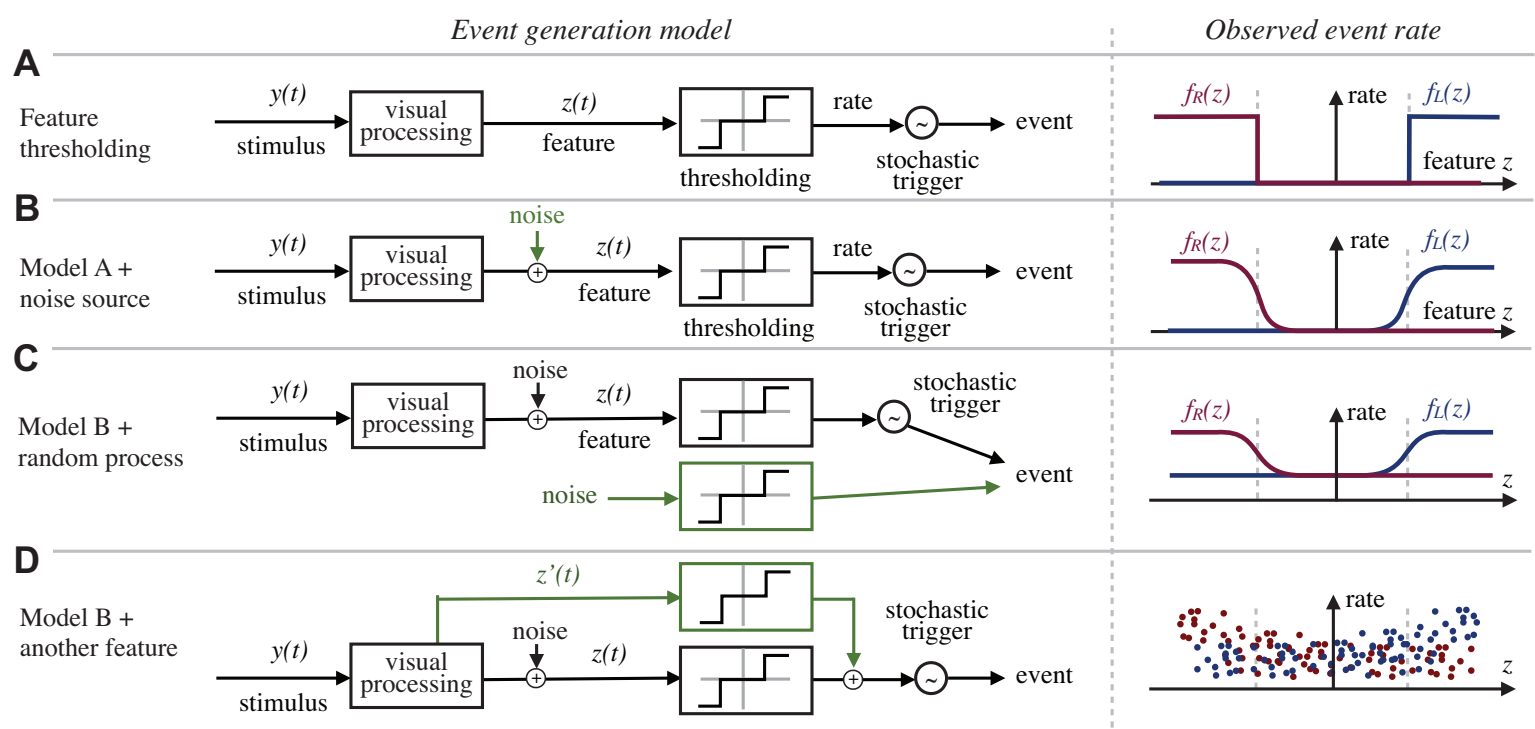 Event generation model
Observed event rate
A
Feature
thresholding
y(t)
stimulus
visual
processing
z(t)
feature
thresholding
rate
~
stochastic
trigger
event
fR(z)
rate
fL(z)
feature z
B
Model A +
noise source
y(t)
stimulus
visual
processing
noise
+
z(t)
feature
thresholding
rate
~
stochastic
trigger
event
fR(z)
rate
fL(z)
feature z
C
Model B +
random process
y(t)
stimulus
visual
processing
noise
+
z(t)
feature
~
stochastic
trigger
noise
event
fR(z)
rate
fL(z)
z
D
Model B +
another feature
y(t)
stimulus
visual
processing
z’(t)
noise
+
z(t)
+
stochastic
trigger
~
event
rate
z